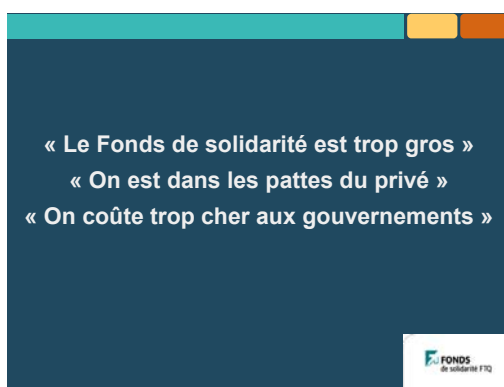 « Le Fonds de solidarité est trop gros »
« On est dans les pattes du privé »
« On coûte trop cher aux gouvernements »
FONDS
de solidarité FTQ